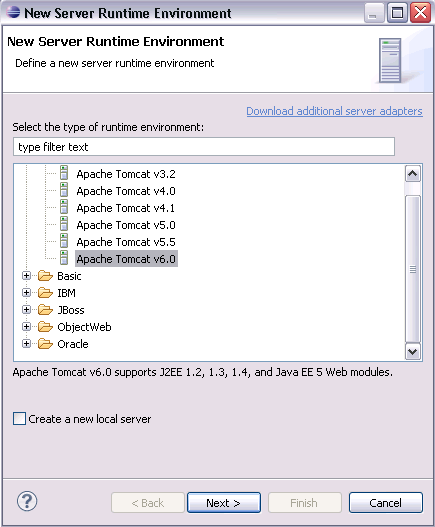 New Server Runtime Environment
New Server Runtime Environment
Define a new server runtime environment
Download additional server adapters
Select the type of runtime environment:
type filter text
Apache Tomcat v3.2
Apache Tomcat v4.0
Apache Tomcat v4.1
Apache Tomcat v5.0
Apache Tomcat v5.5
Apache Tomcat v6.0
Basic
IBM
JBoss
ObjectWeb
Oracle
Apache Tomcat v6.0 supports J2EE 1.2, 1.3, 1.4, and Java EE 5 Web modules.
Create a new local server
? < Back Next > Finish Cancel